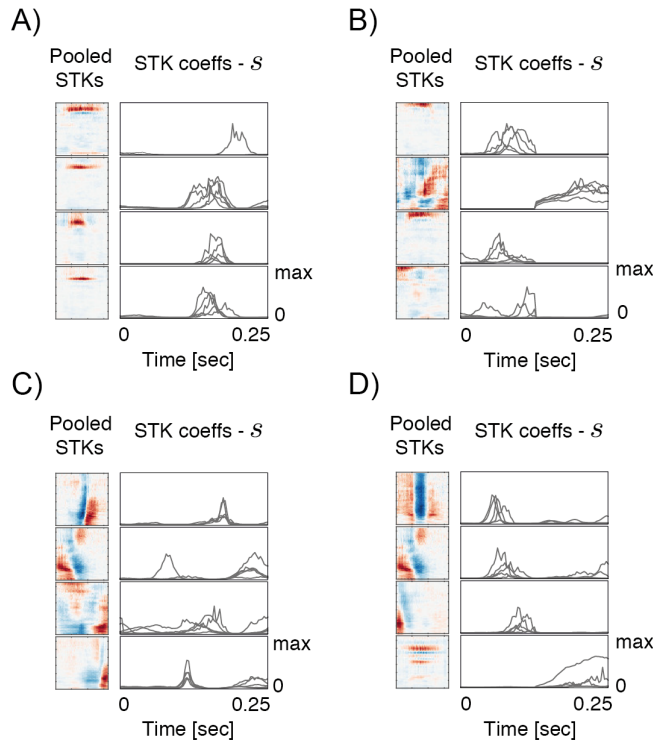 A)
Pooled STKs
STK coeffs - s
max
0
0 0.25
Time [sec]
B)
Pooled STKs
STK coeffs - s
max
0
0 0.25
Time [sec]
C)
Pooled STKs
STK coeffs - s
max
0
0 0.25
Time [sec]
D)
Pooled STKs
STK coeffs - s
max
0
0 0.25
Time [sec]